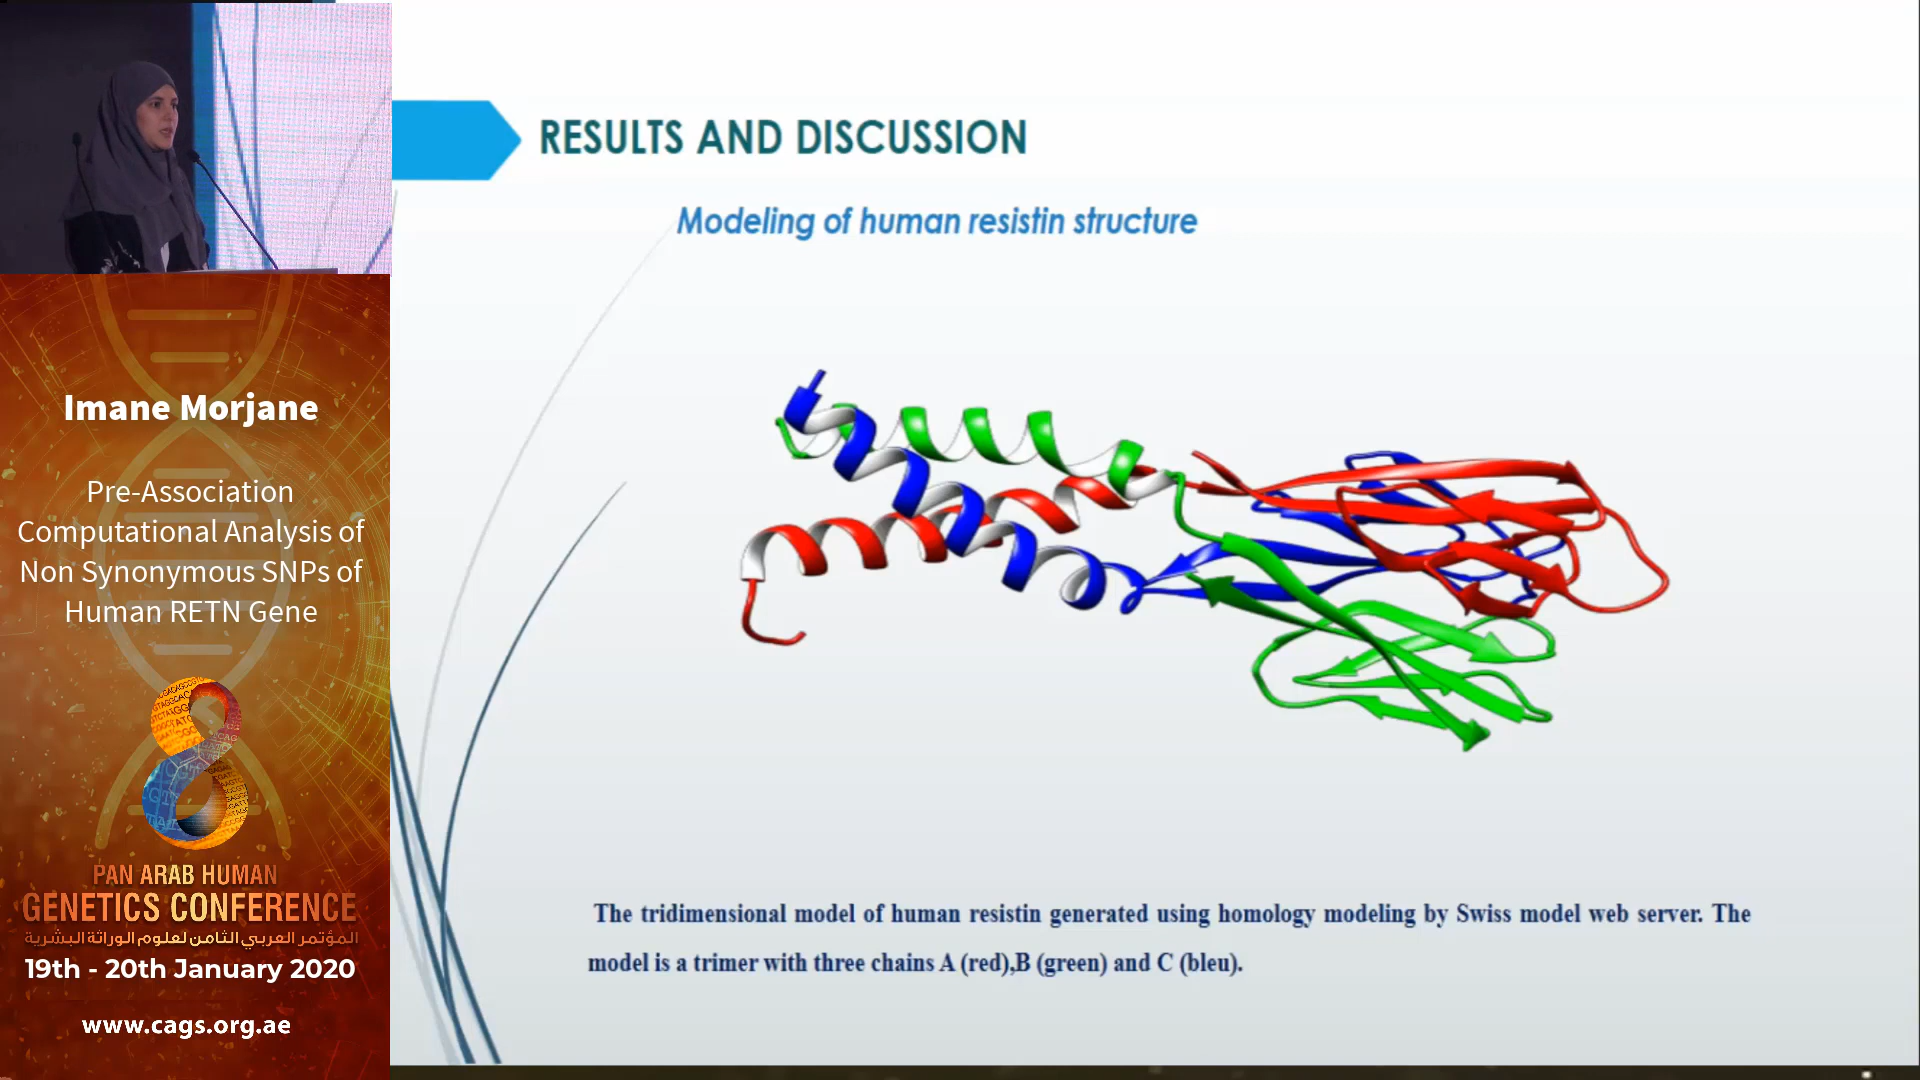 RESULTS AND DISCUSSION
Modeling of human resistin structure
The tridimensional model of human resistin generated using homology modeling by Swiss model web server. The
model is a trimer with three chains A (red),B (green) and C (bleu).
Imane Morjane
Pre-Association
Computational Analysis of
Non Synonymous SNPs of
Human RETN Gene
PAN ARAB HUMAN
GENETICS CONFERENCE
المؤتمر العربي الثامن لعلوم الوراثة البشرية
19th - 20th January 2020
www.cags.org.ae